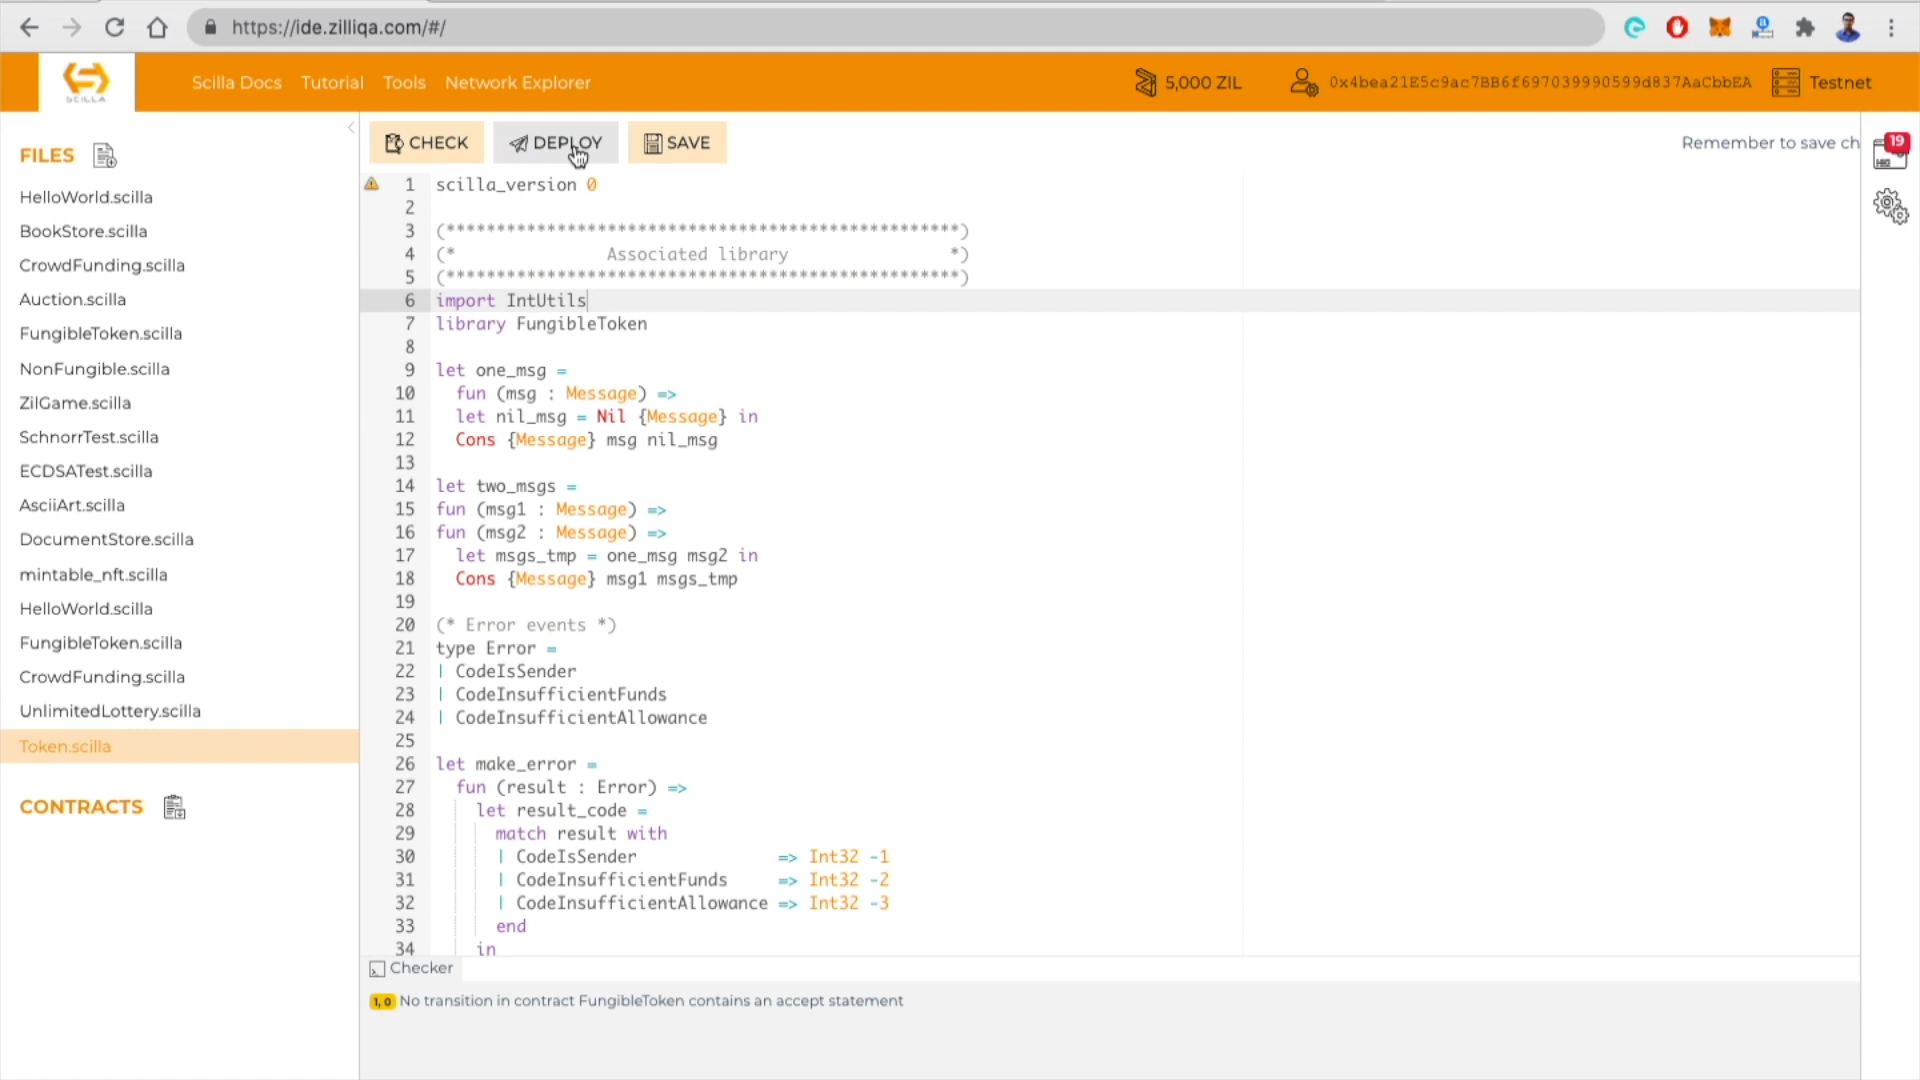 https://ide.zilliqa.com/#/
SCILLA
Scilla Docs Tutorial Tools Network Explorer
5,000 ZIL
0x4bea21E5c9ac7BB6f697039990599d837AaCbbEA
Testnet
FILES
HelloWorld.scilla
BookStore.scilla
CrowdFunding.scilla
Auction.scilla
FungibleToken.scilla
NonFungible.scilla
ZilGame.scilla
SchnorrTest.scilla
ECDSATest.scilla
AsciiArt.scilla
DocumentStore.scilla
mintable_nft.scilla
HelloWorld.scilla
FungibleToken.scilla
CrowdFunding.scilla
UnlimitedLottery.scilla
Token.scilla
CONTRACTS
CHECK DEPLOY SAVE
Remember to save ch
19
1 scilla_version 0
2
3 (***************************************************)
4 (* Associated library *)
5 (***************************************************)
6 import IntUtils
7 library FungibleToken
8
9 let one_msg =
10 fun (msg : Message) =>
11 let nil_msg = Nil {Message} in
12 Cons {Message} msg nil_msg
13
14 let two_msgs =
15 fun (msg1 : Message) =>
16 fun (msg2 : Message) =>
17 let msgs_tmp = one_msg msg2 in
18 Cons {Message} msg1 msgs_tmp
19
20 (* Error events *)
21 type Error =
22 | CodeIsSender
23 | CodeInsufficientFunds
24 | CodeInsufficientAllowance
25
26 let make_error =
27 fun (result : Error) =>
28 let result_code =
29 match result with
30 | CodeIsSender => Int32 -1
31 | CodeInsufficientFunds => Int32 -2
32 | CodeInsufficientAllowance => Int32 -3
33 end
34 in
Checker
1, 0 No transition in contract FungibleToken contains an accept statement